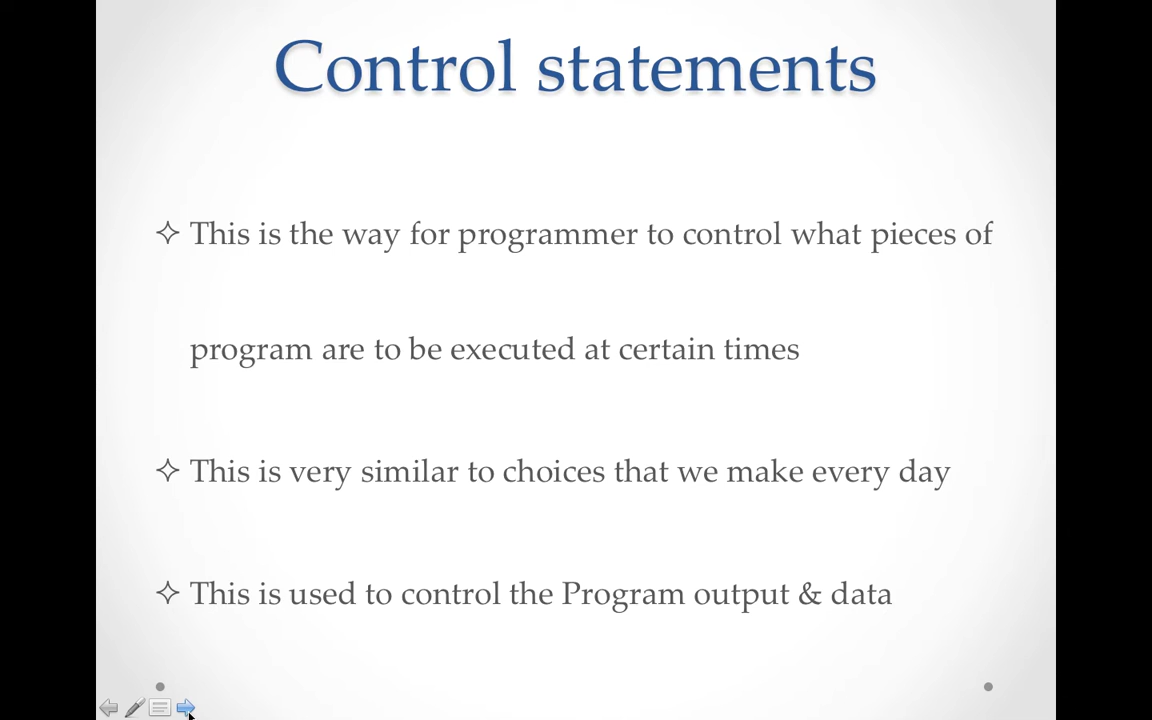 Control statements
✧ This is the way for programmer to control what pieces of
program are to be executed at certain times
✧ This is very similar to choices that we make every day
✧ This is used to control the Program output & data